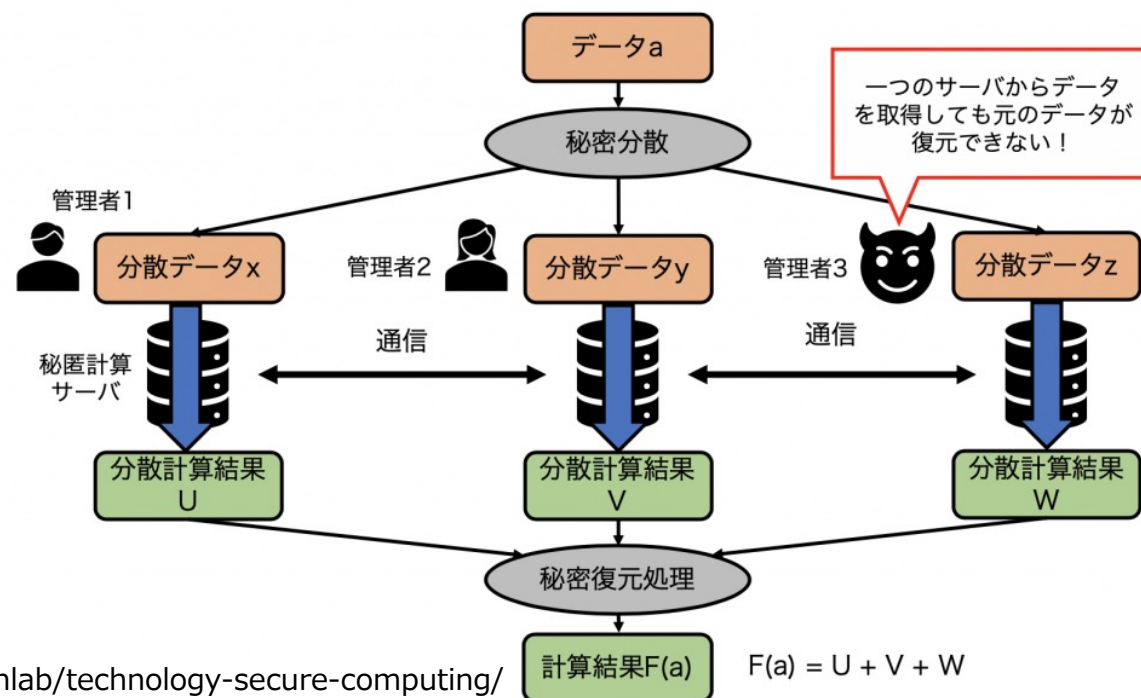 データa
一つのサーバからデータ
を取得しても元のデータが
復元できない！
秘密分散
管理者1
分散データx
管理者2
分散データy
管理者3
分散データz
秘匿計算
サーバ
通信
通信
分散計算結果
U
分散計算結果
V
分散計算結果
W
秘密復元処理
計算結果F(a)
F(a) = U + V + W
nlab/technology-secure-computing/